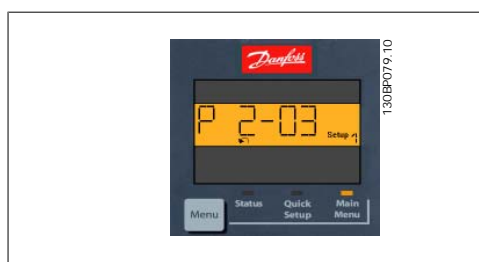 Danfoss
P 2-03
Setup 1
Status
Quick Setup
Main Menu
Menu
130BP079.10